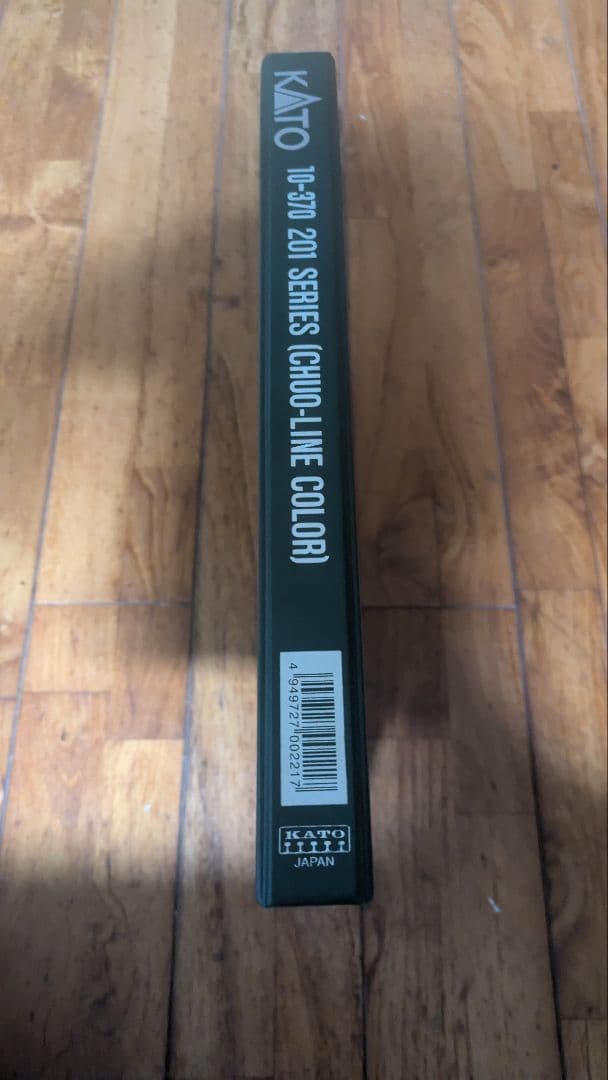 KATO
10-370 201 SERIES (CHUO-LINE COLOR)
4 949727 002217
KATO
JAPAN